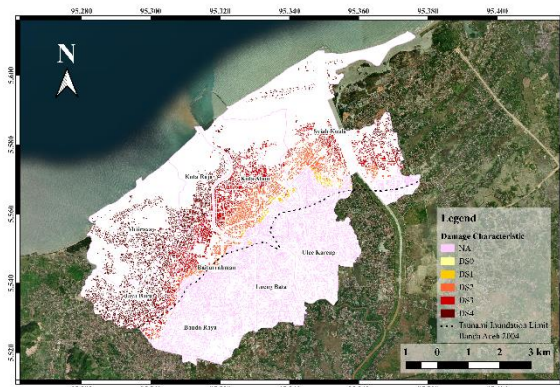 95.280 95.300 95.320 95.340 95.360 95.380 95.400
N
5.600
5.580
5.560
5.540
5.520
Syiah Kuala
Kuta Raja
Kuta Alam
Meuraxa
Baiturrahman
Ulee Kareng
Jaya Baru
Lueng Bata
Banda Raya
Legend
Damage Characteristic
NA
DS0
DS1
DS2
DS3
DS4
Tsunami Inundation Limit
Banda Aceh 2004
1 0 1 2 3 km